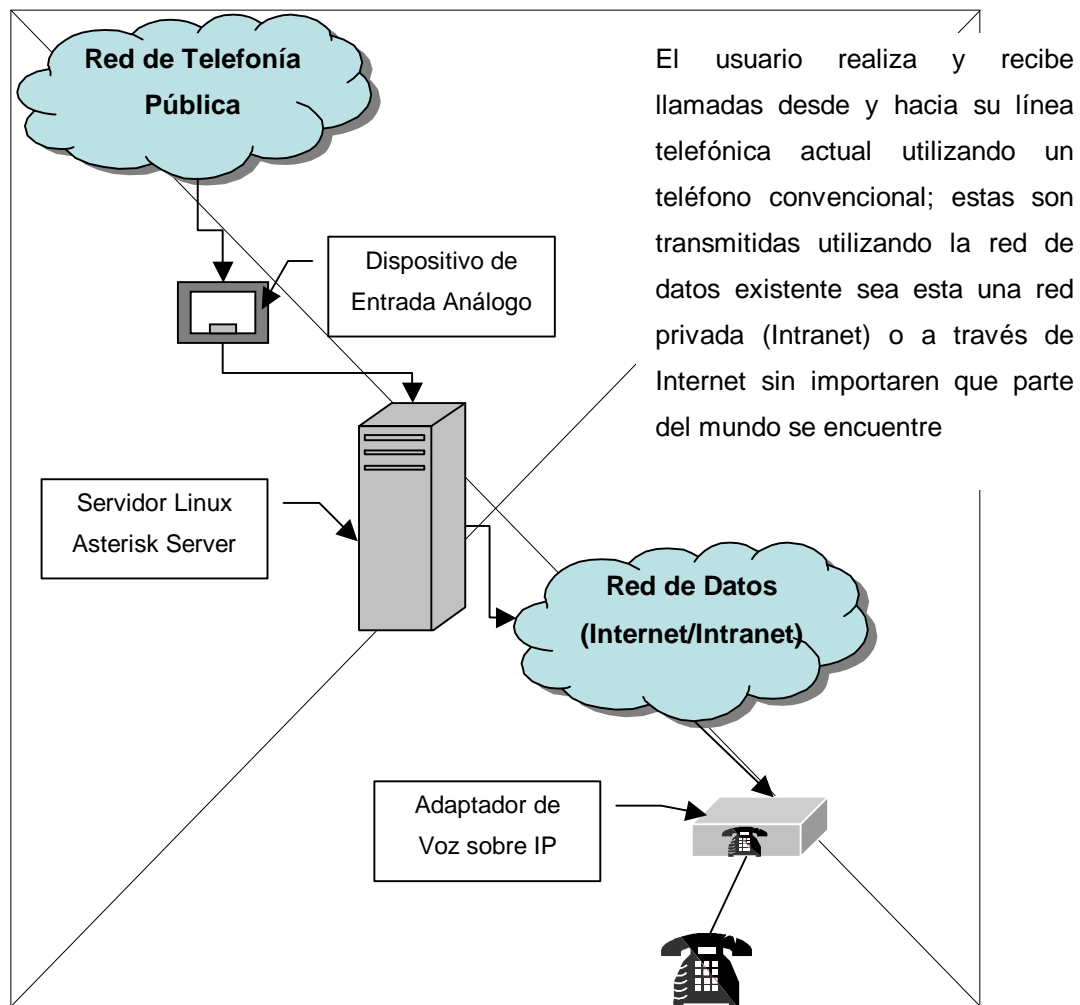 Red de Telefonía
Pública
El usuario realiza y recibe
llamadas desde y hacia su línea
telefónica actual utilizando un
teléfono convencional; estas son
transmitidas utilizando la red de
datos existente sea esta una red
privada (Intranet) o a través de
Internet sin importaren que parte
del mundo se encuentre
Dispositivo de
Entrada Análogo
Servidor Linux
Asterisk Server
Red de Datos
(Internet/Intranet)
Adaptador de
Voz sobre IP